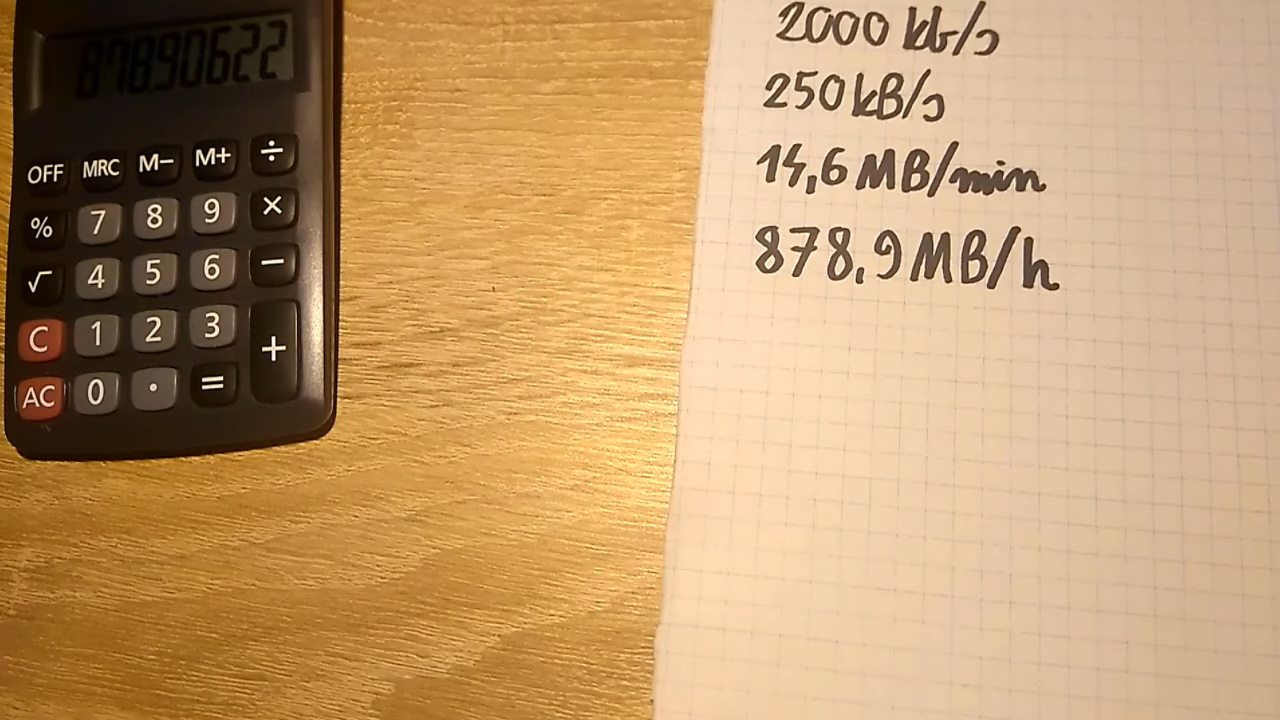 878.90622
OFF MRC M− M+ ÷
% 7 8 9 ×
√ 4 5 6 −
C 1 2 3 +
AC 0 · =
2000 kb/s
250 kB/s
14,6 MB/min
878,9 MB/h